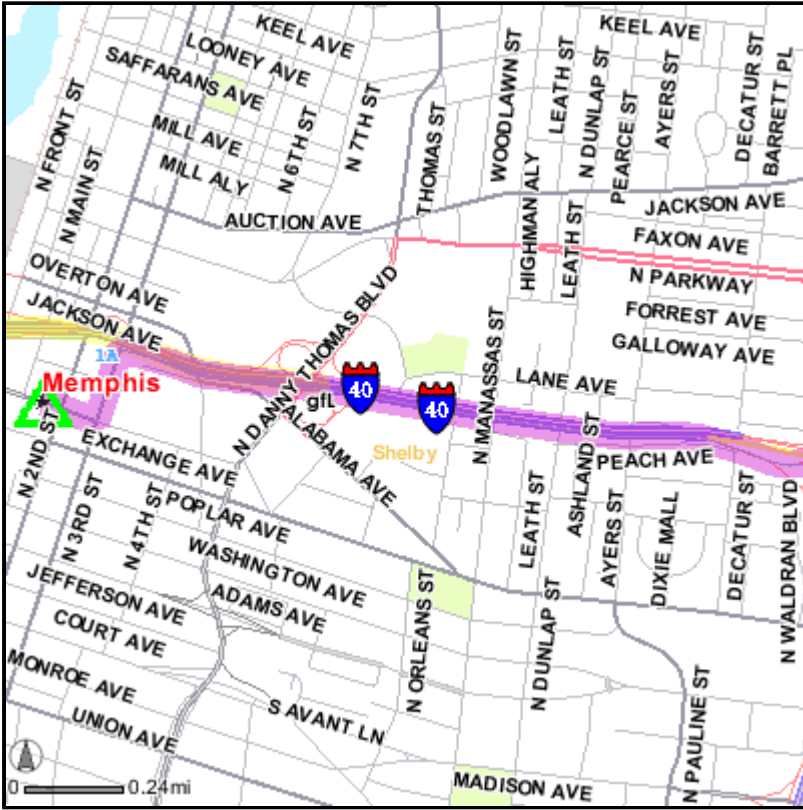 KEEL AVE
KEEL AVE
LOONEY AVE
SAFFARANS AVE
MILL AVE
MILL ALY
N FRONT ST
N MAIN ST
N 6TH ST
N 7TH ST
THOMAS ST
WOODLAWN ST
LEATH ST
N DUNLAP ST
PEARCE ST
AYERS ST
DECATUR ST
BARRETT PL
HIGHMAN ALY
LEATH ST
AUCTION AVE
JACKSON AVE
FAXON AVE
N PARKWAY
FORREST AVE
GALLOWAY AVE
OVERTON AVE
JACKSON AVE
1A
Memphis
N DANNY THOMAS BLVD
gfL
40
40
N MANASSAS ST
LANE AVE
Shelby
ALABAMA AVE
PEACH AVE
ASHLAND ST
LEATH ST
AYERS ST
DIXIE MALL
DECATUR ST
N WALDRAN BLVD
N 2ND ST
EXCHANGE AVE
N 3RD ST
N 4TH ST
POPLAR AVE
WASHINGTON AVE
JEFFERSON AVE
ADAMS AVE
COURT AVE
MONROE AVE
UNION AVE
S AVANT LN
N ORLEANS ST
N DUNLAP ST
N PAULINE ST
MADISON AVE
0 0.24mi